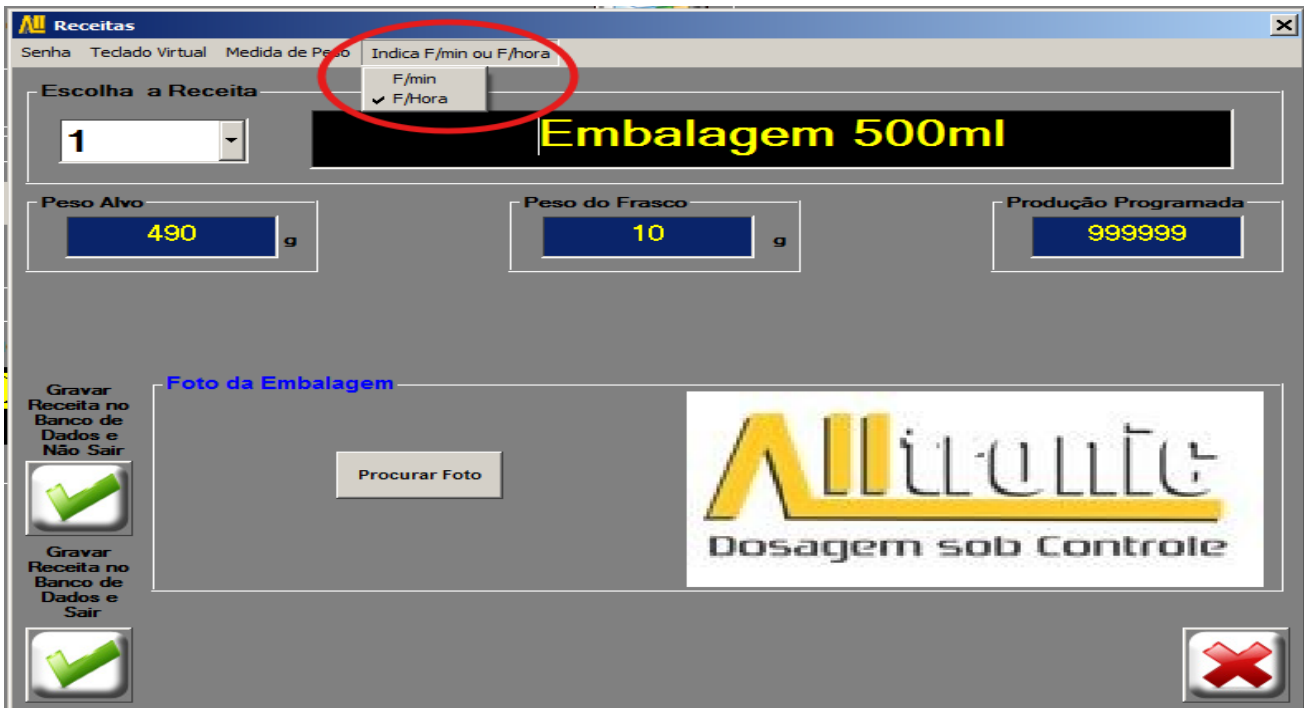 All Receitas
Senha Teclado Virtual Medida de Peso Indica F/min ou F/hora
F/min
F/Hora
Escolha a Receita
1
Embalagem 500ml
Peso Alvo
490 g
Peso do Frasco
10 g
Produção Programada
999999
Gravar
Receita no
Banco de
Dados e
Não Sair
Foto da Embalagem
Procurar Foto
Alltronic
Dosagem sob Controle
Gravar
Receita no
Banco de
Dados e
Sair